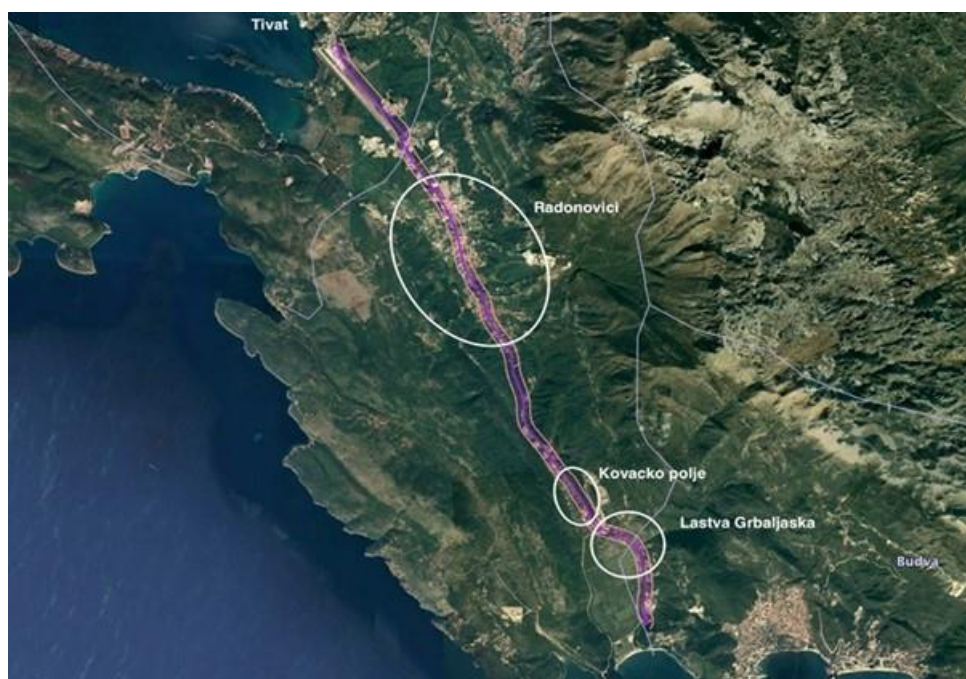 Tivat
Radonovici
Kovacko polje
Lastva Grbaljaska
Budva